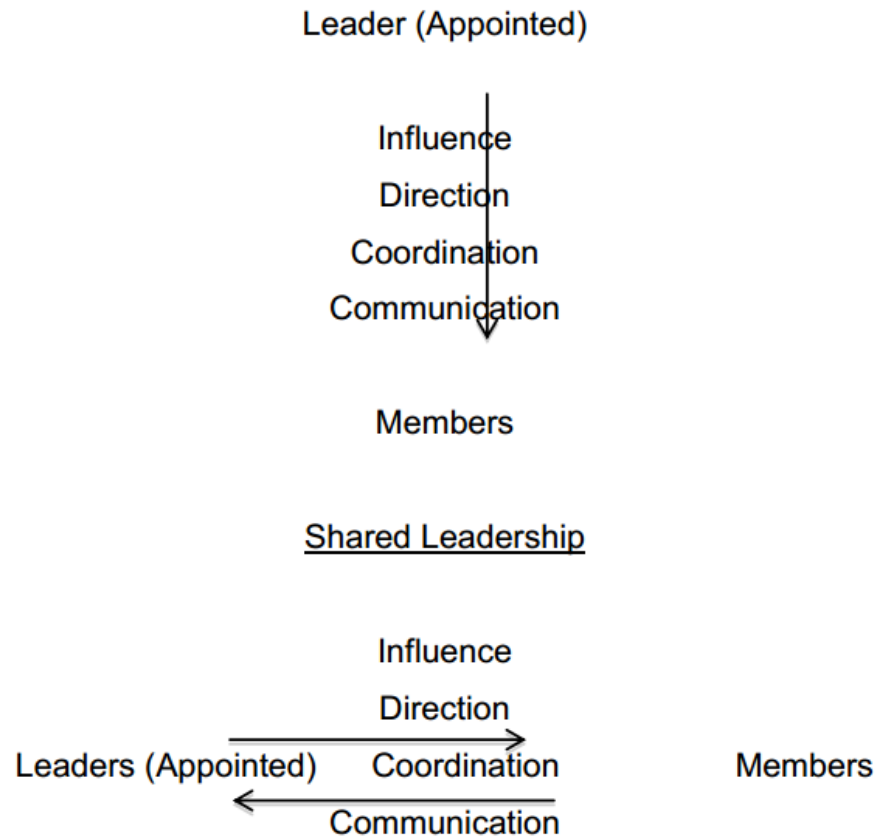 Leader (Appointed)
Influence
Direction
Coordination
Communication
Members
Shared Leadership
Influence
Direction
Leaders (Appointed) Coordination Members
Communication